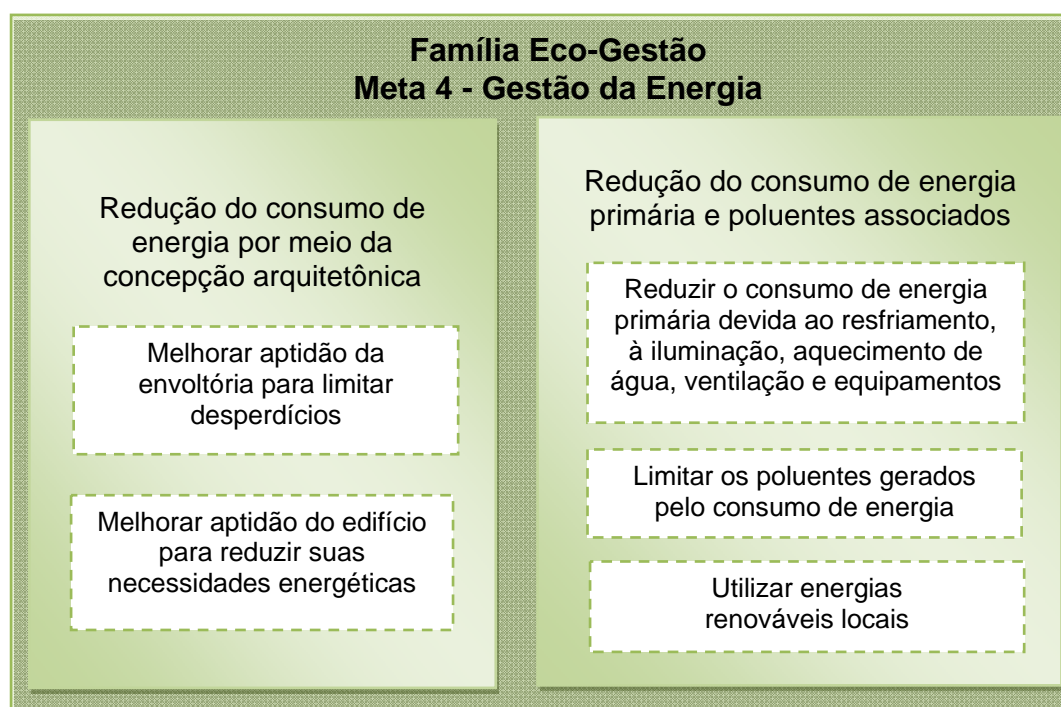 Família Eco-Gestão
Meta 4 - Gestão da Energia
Redução do consumo de
energia por meio da
concepção arquitetônica
Melhorar aptidão da
envoltória para limitar
desperdícios
Melhorar aptidão do edifício
para reduzir suas
necessidades energéticas
Redução do consumo de energia
primária e poluentes associados
Reduzir o consumo de energia
primária devida ao resfriamento,
à iluminação, aquecimento de
água, ventilação e equipamentos
Limitar os poluentes gerados
pelo consumo de energia
Utilizar energias
renováveis locais